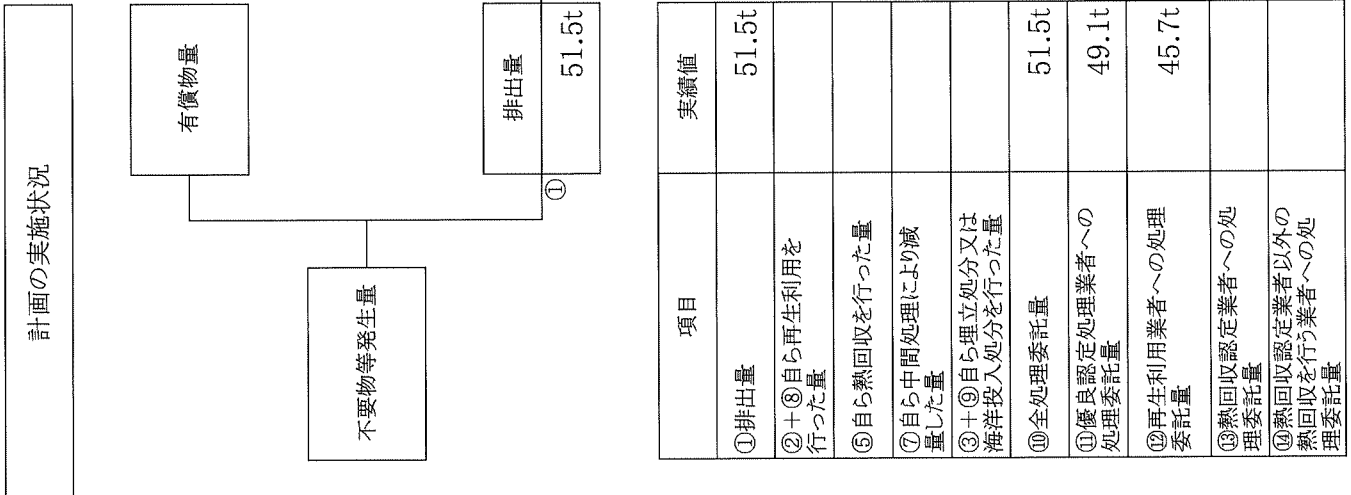 計画の実施状況
有償物量
不要物等発生量
排出量
①
51.5t
項目
実績値
①排出量
51.5t
②+⑧自ら再生利用を
行った量
⑤自ら熱回収を行った量
⑦自ら中間処理により減
量した量
③+⑨自ら埋立処分又は
海洋投入処分を行った量
⑩全処理委託量
51.5t
⑪優良認定処理業者への
処理委託量
49.1t
⑫再生利用業者への処理
委託量
45.7t
⑬熱回収認定業者への処
理委託量
⑭熱回収認定業者以外の
熱回収を行う業者への処
理委託量